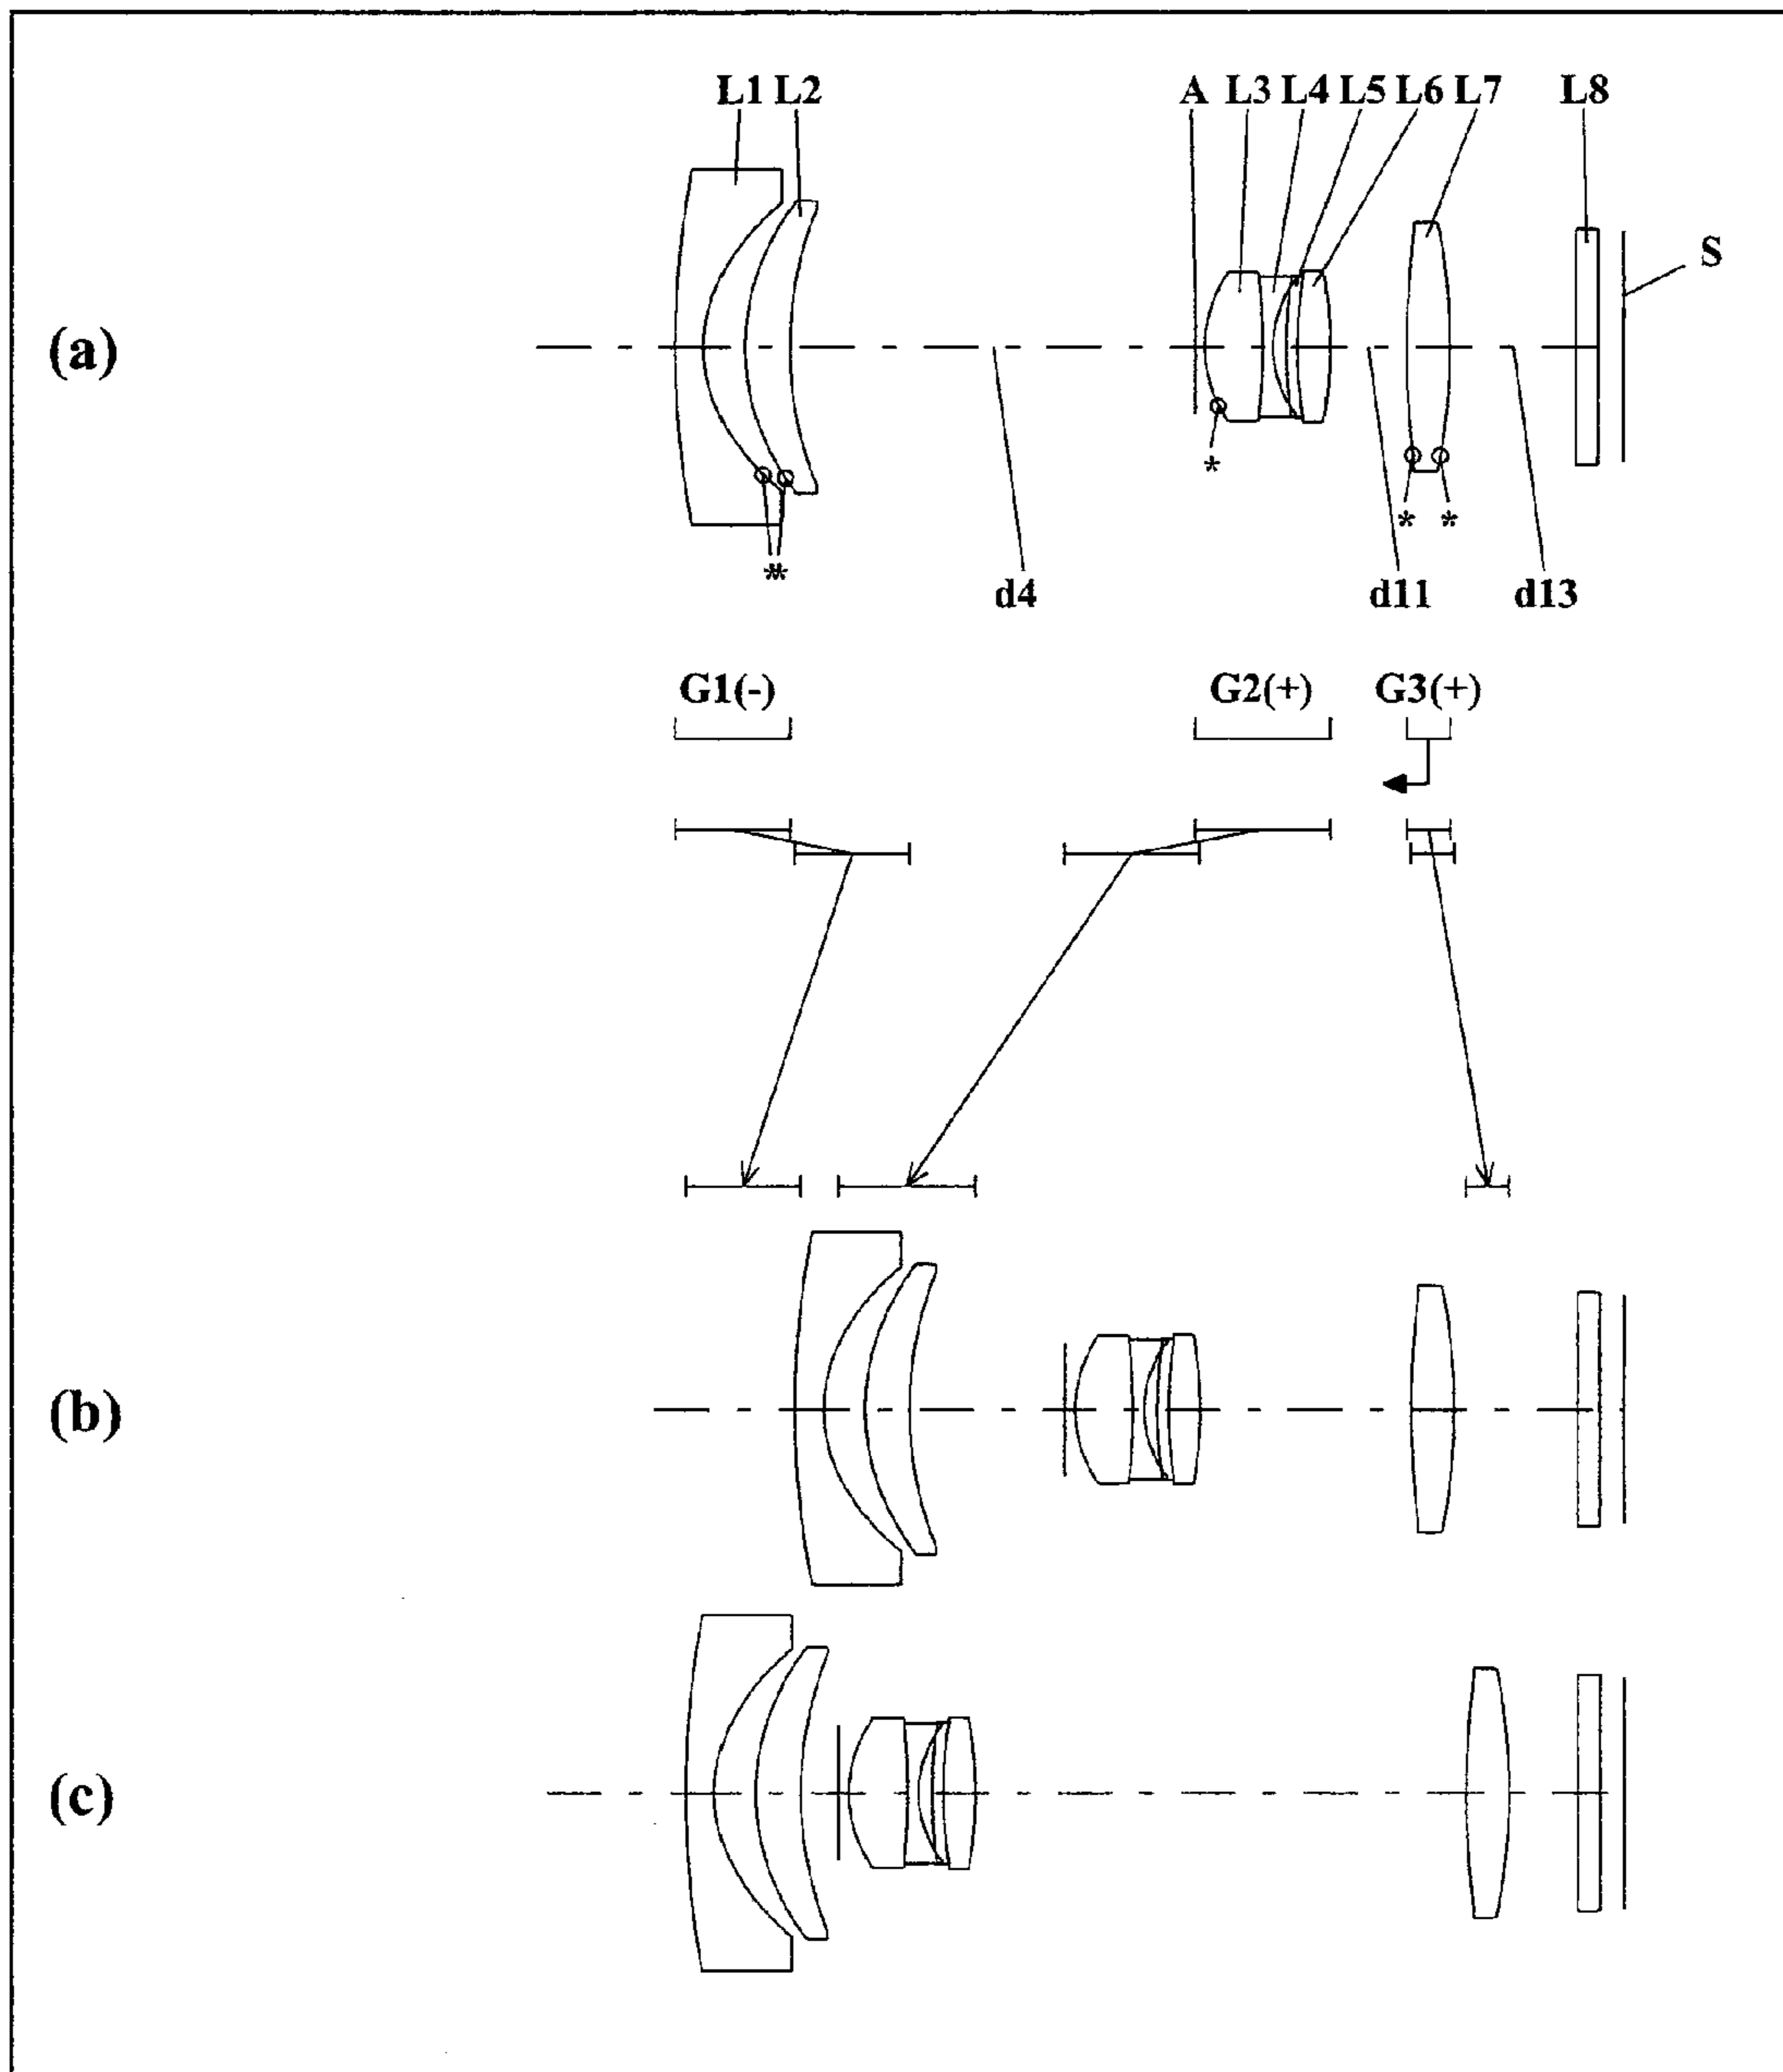 L1 L2 A L3 L4 L5 L6 L7 L8
S
(a)
*
* *
**
d4 d11 d13
G1(-) G2(+) G3(+)
(b)
(c)